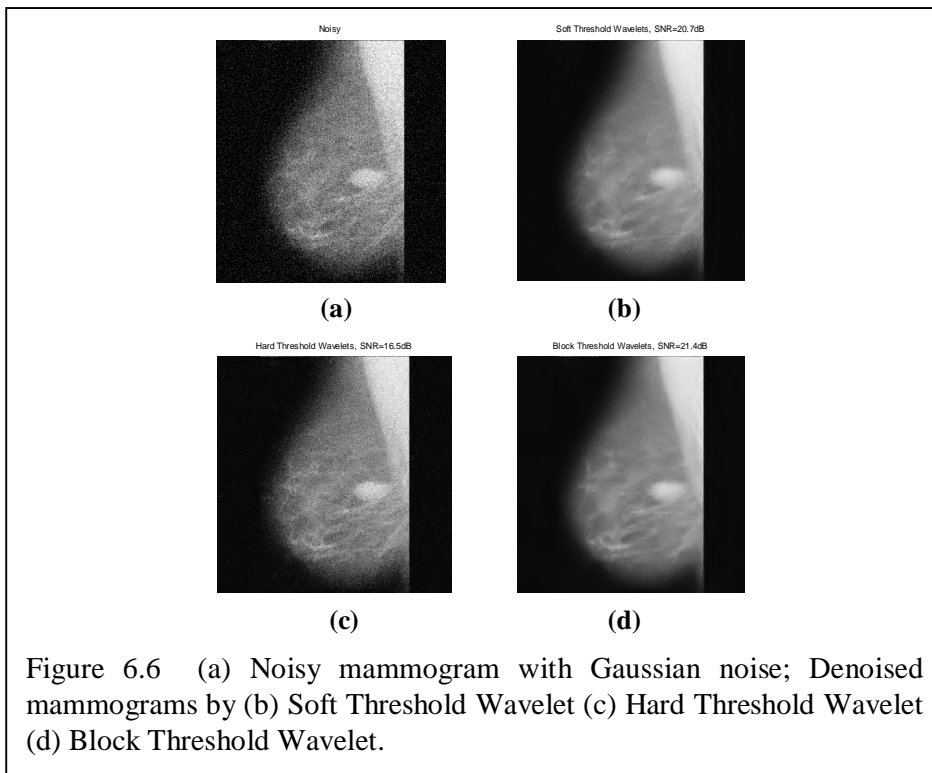 Noisy
Soft Threshold Wavelets, SNR=20.7dB
(a)
(b)
Hard Threshold Wavelets, SNR=16.5dB
Block Threshold Wavelets, SNR=21.4dB
(c)
(d)
Figure 6.6 (a) Noisy mammogram with Gaussian noise; Denoised
mammograms by (b) Soft Threshold Wavelet (c) Hard Threshold Wavelet
(d) Block Threshold Wavelet.